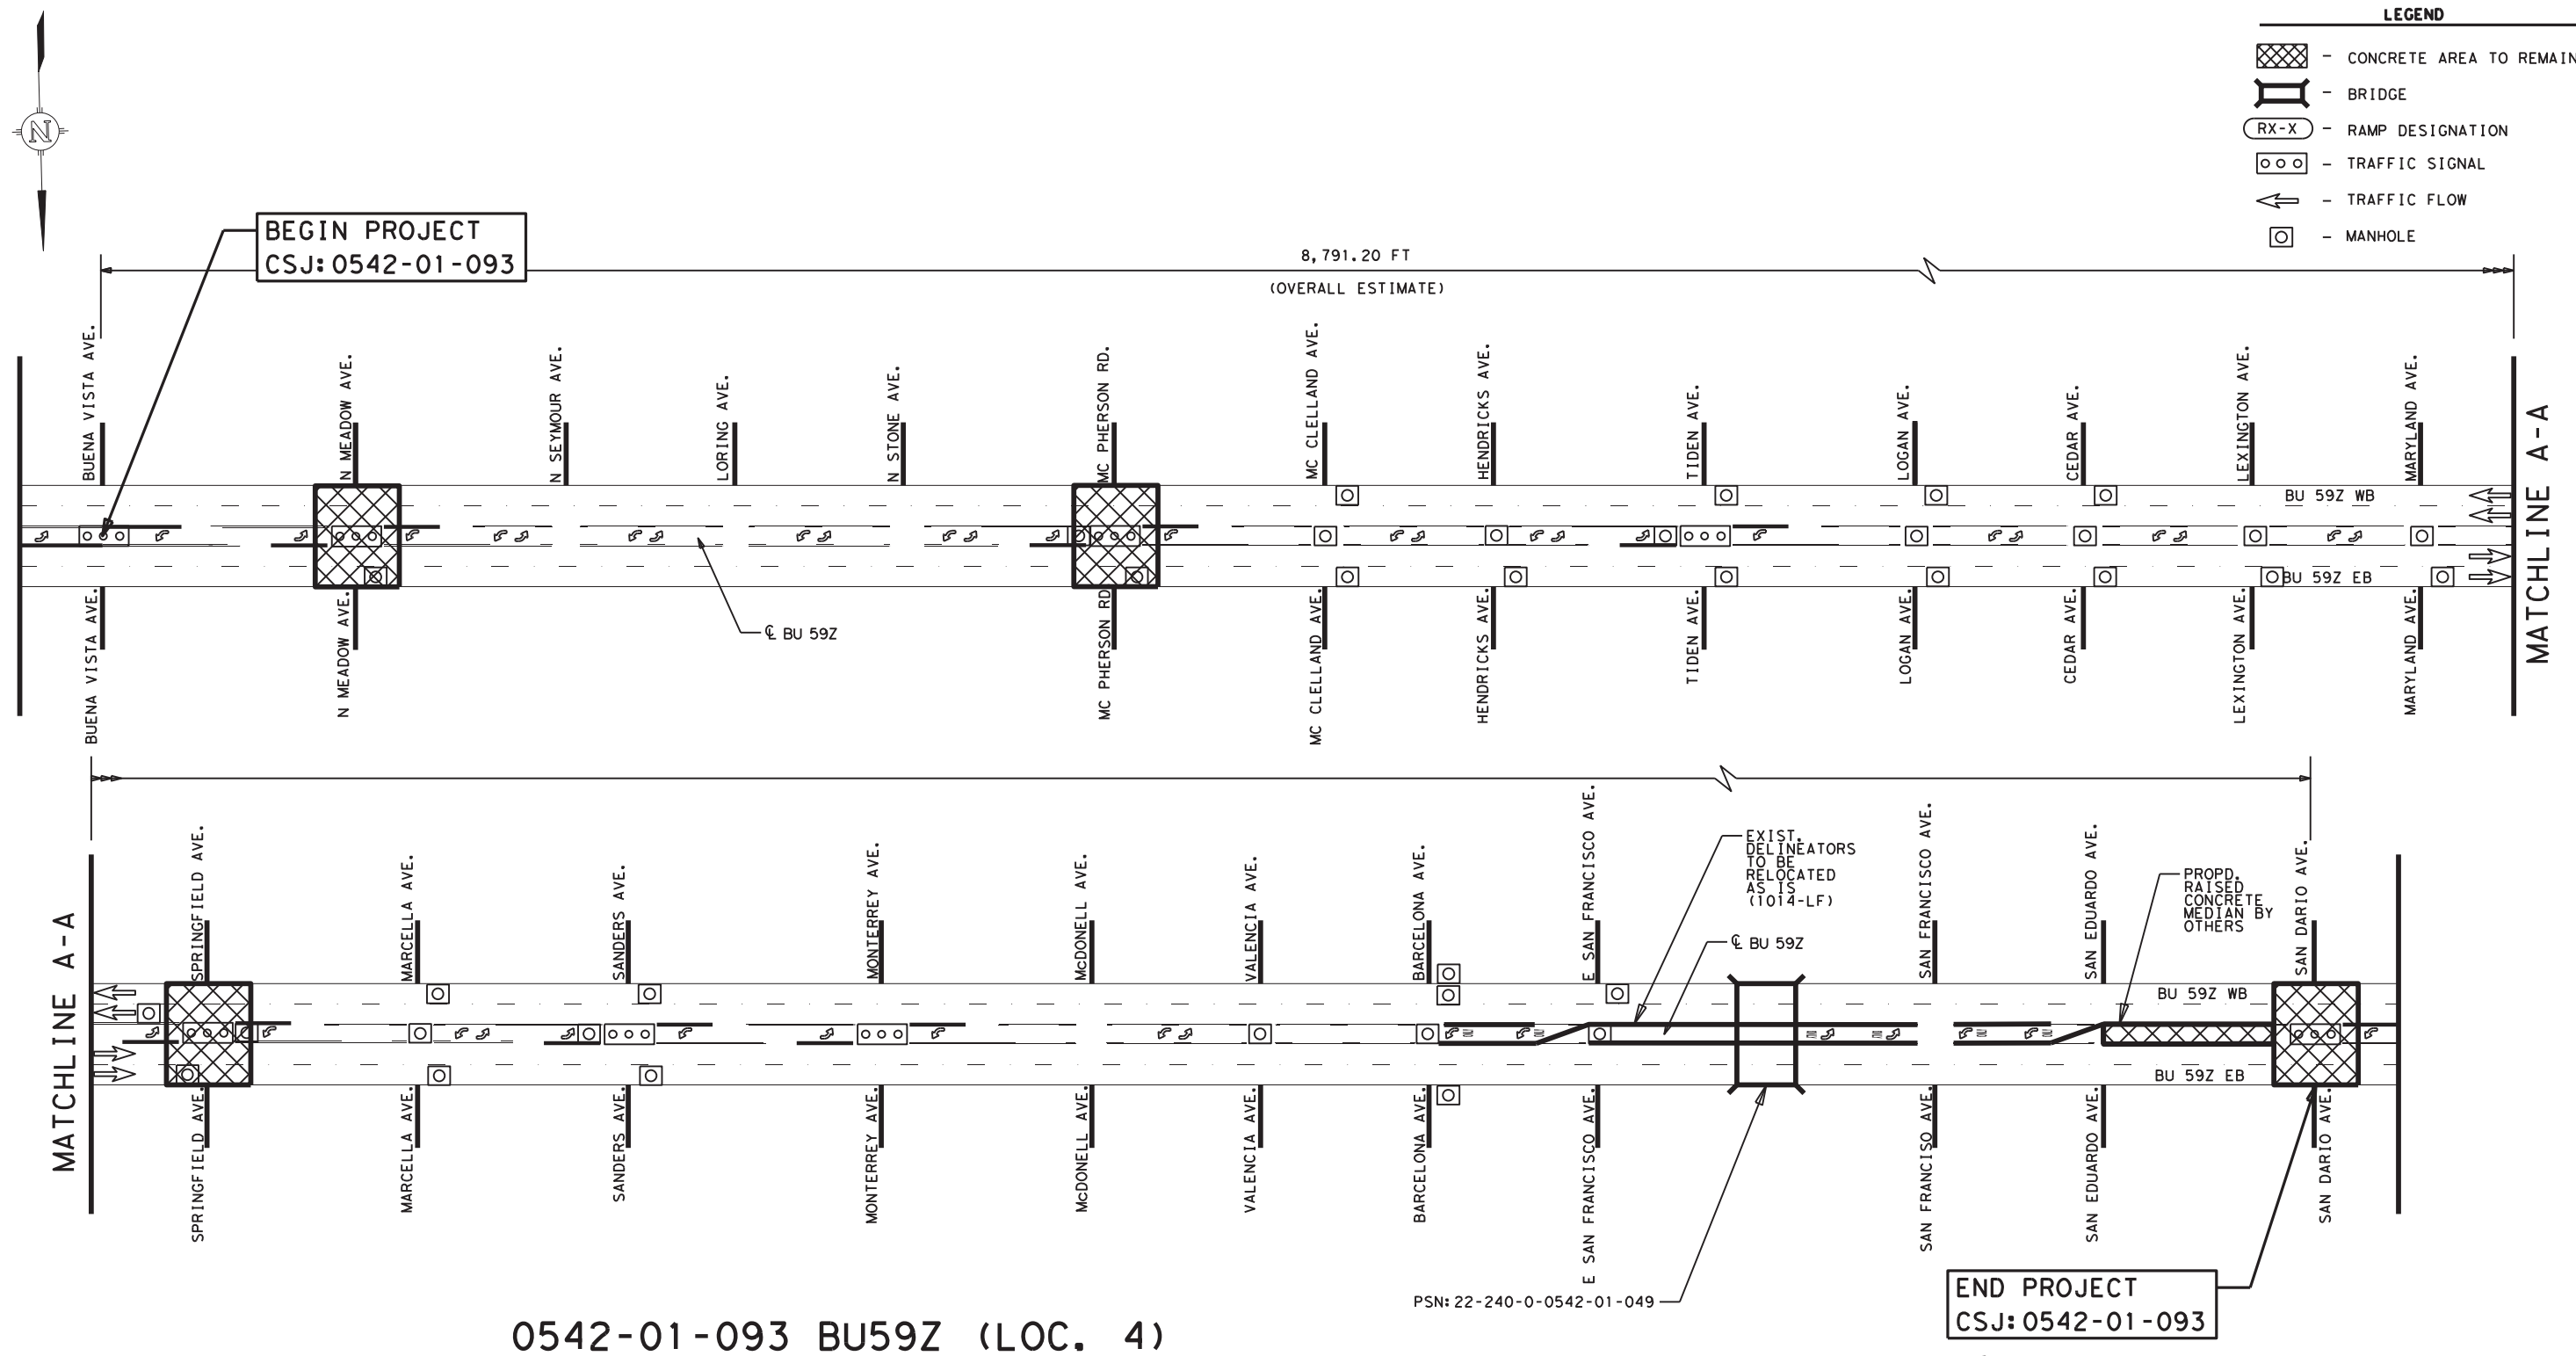 LEGEND
- CONCRETE AREA TO REMAIN
- BRIDGE
RX-X - RAMP DESIGNATION
- TRAFFIC SIGNAL
- TRAFFIC FLOW
- MANHOLE
N
BEGIN PROJECT
CSJ:0542-01-093
8,791.20 FT
(OVERALL ESTIMATE)
BUENA VISTA AVE.
N MEADOW AVE.
N SEYMOUR AVE.
LORING AVE.
N STONE AVE.
MC PHERSON RD.
MC CLELLAND AVE.
HENDRICKS AVE.
TIDEN AVE.
LOGAN AVE.
CEDAR AVE.
LEXINGTON AVE.
MARYLAND AVE.
BU 59Z WB
BU 59Z EB
MATCHLINE A-A
℄ BU 59Z
BUENA VISTA AVE.
N MEADOW AVE.
MC PHERSON RD
MC CLELLAND AVE.
HENDRICKS AVE.
TIDEN AVE.
LOGAN AVE.
CEDAR AVE.
LEXINGTON AVE.
MARYLAND AVE.
MATCHLINE A-A
SPRINGFIELD AVE.
MARCELLA AVE.
SANDERS AVE.
MONTERREY AVE.
McDONELL AVE.
VALENCIA AVE.
BARCELONA AVE.
E SAN FRANCISCO AVE.
EXIST.
DELINEATORS
TO BE
RELOCATED
AS IS
(1014-LF)
℄ BU 59Z
SAN FRANCISCO AVE.
SAN EDUARDO AVE.
PROPD.
RAISED
CONCRETE
MEDIAN BY
OTHERS
SAN DARIO AVE.
BU 59Z WB
BU 59Z EB
SPRINGFIELD AVE.
MARCELLA AVE.
SANDERS AVE.
MONTERREY AVE.
McDONELL AVE.
VALENCIA AVE.
BARCELONA AVE.
E SAN FRANCISCO AVE.
SAN FRANCISO AVE.
SAN EDUARDO AVE.
SAN DARIO AVE.
PSN:22-240-0-0542-01-049
END PROJECT
CSJ:0542-01-093
0542-01-093 BU59Z (LOC. 4)